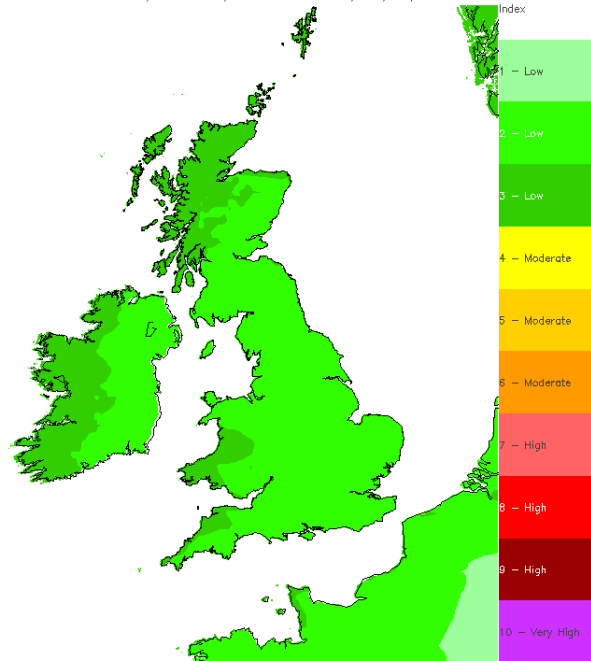 Index
1 – Low
2 – Low
3 – Low
4 – Moderate
5 – Moderate
6 – Moderate
7 – High
8 – High
9 – High
10 – Very High